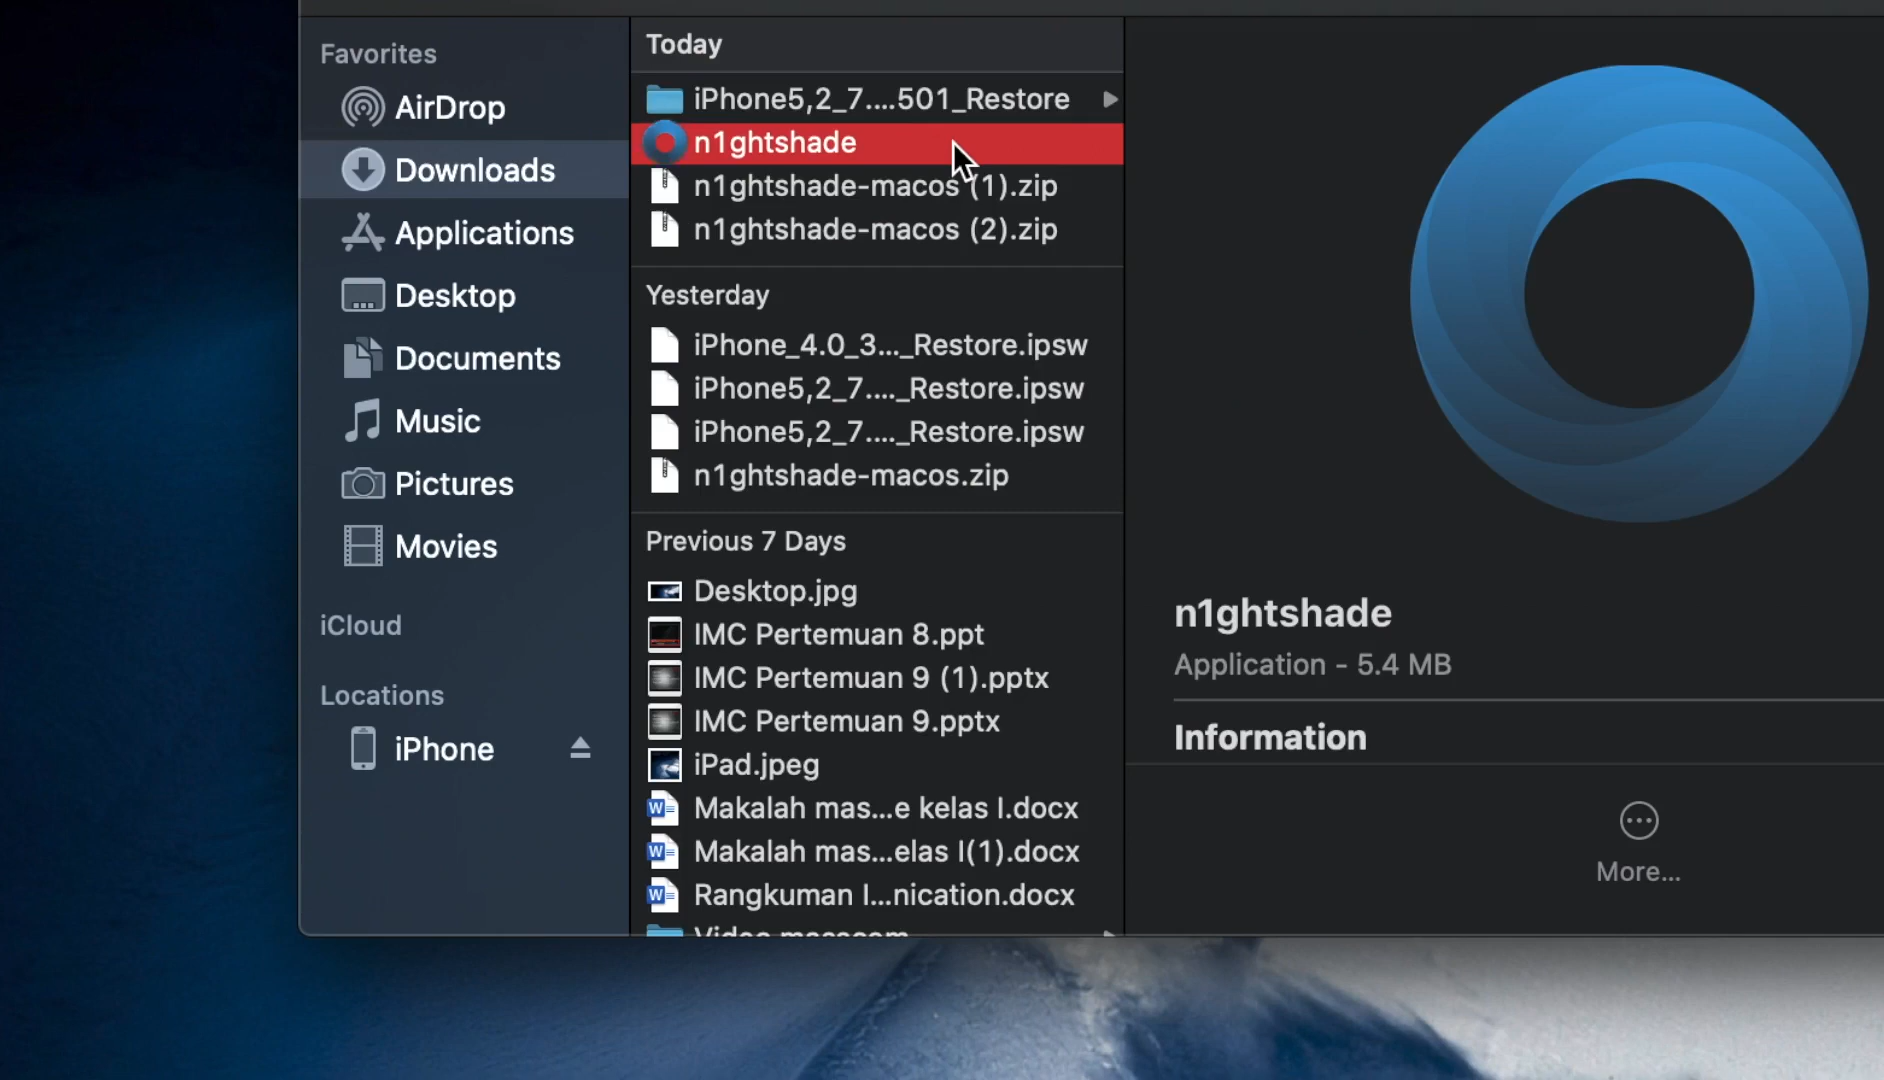 Favorites
AirDrop
Downloads
Applications
Desktop
Documents
Music
Pictures
Movies
iCloud
Locations
iPhone
Today
iPhone5,2_7....501_Restore
n1ghtshade
n1ghtshade-macos (1).zip
n1ghtshade-macos (2).zip
Yesterday
iPhone_4.0_3..._Restore.ipsw
iPhone5,2_7...._Restore.ipsw
iPhone5,2_7...._Restore.ipsw
n1ghtshade-macos.zip
Previous 7 Days
Desktop.jpg
IMC Pertemuan 8.ppt
IMC Pertemuan 9 (1).pptx
IMC Pertemuan 9.pptx
iPad.jpeg
Makalah mas...e kelas I.docx
Makalah mas...elas I(1).docx
Rangkuman I...nication.docx
Video masscom
n1ghtshade
Application - 5.4 MB
Information
More...